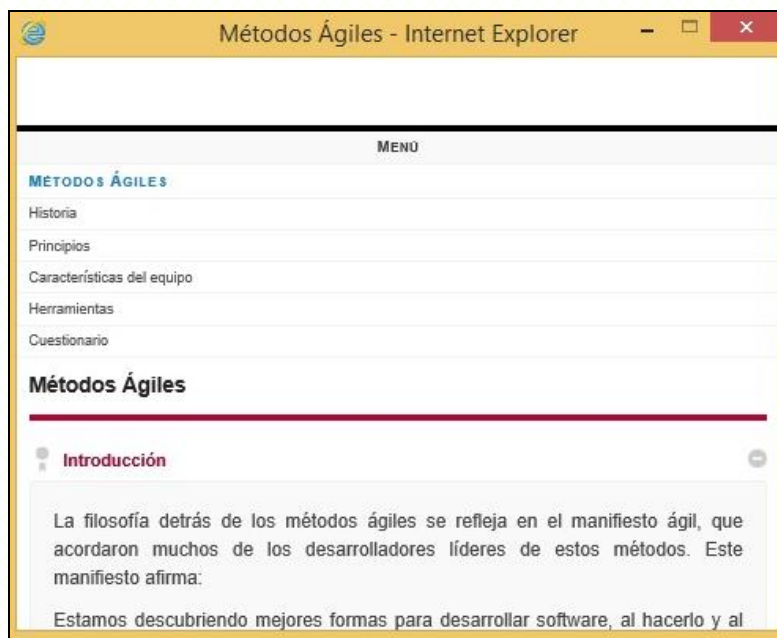 Métodos Ágiles - Internet Explorer
MENÚ
MÉTODOS ÁGILES
Historia
Principios
Características del equipo
Herramientas
Cuestionario
Métodos Ágiles
Introducción
La filosofía detrás de los métodos ágiles se refleja en el manifiesto ágil, que
acordaron muchos de los desarrolladores líderes de estos métodos. Este
manifiesto afirma:
Estamos descubriendo mejores formas para desarrollar software, al hacerlo y al